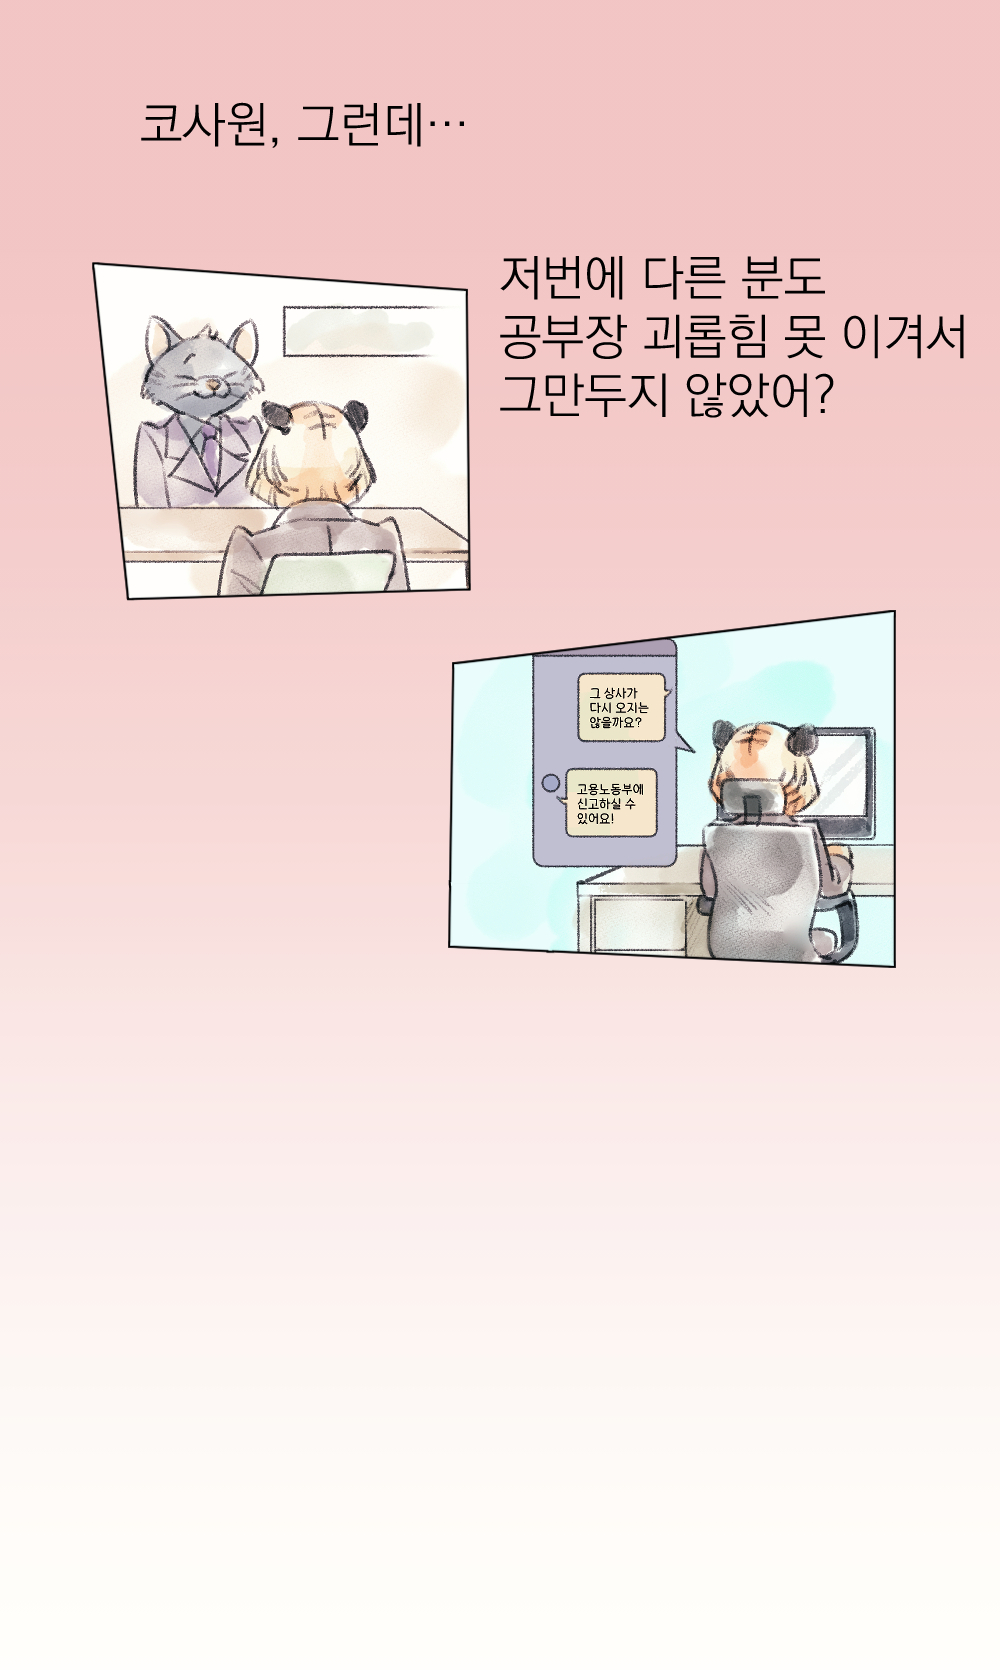 코사원, 그런데…
저번에 다른 분도
공부장 괴롭힘 못 이겨서
그만두지 않았어?
그 상사가
다시 오지는
않을까요?
고용노동부에
신고하실 수
있어요!